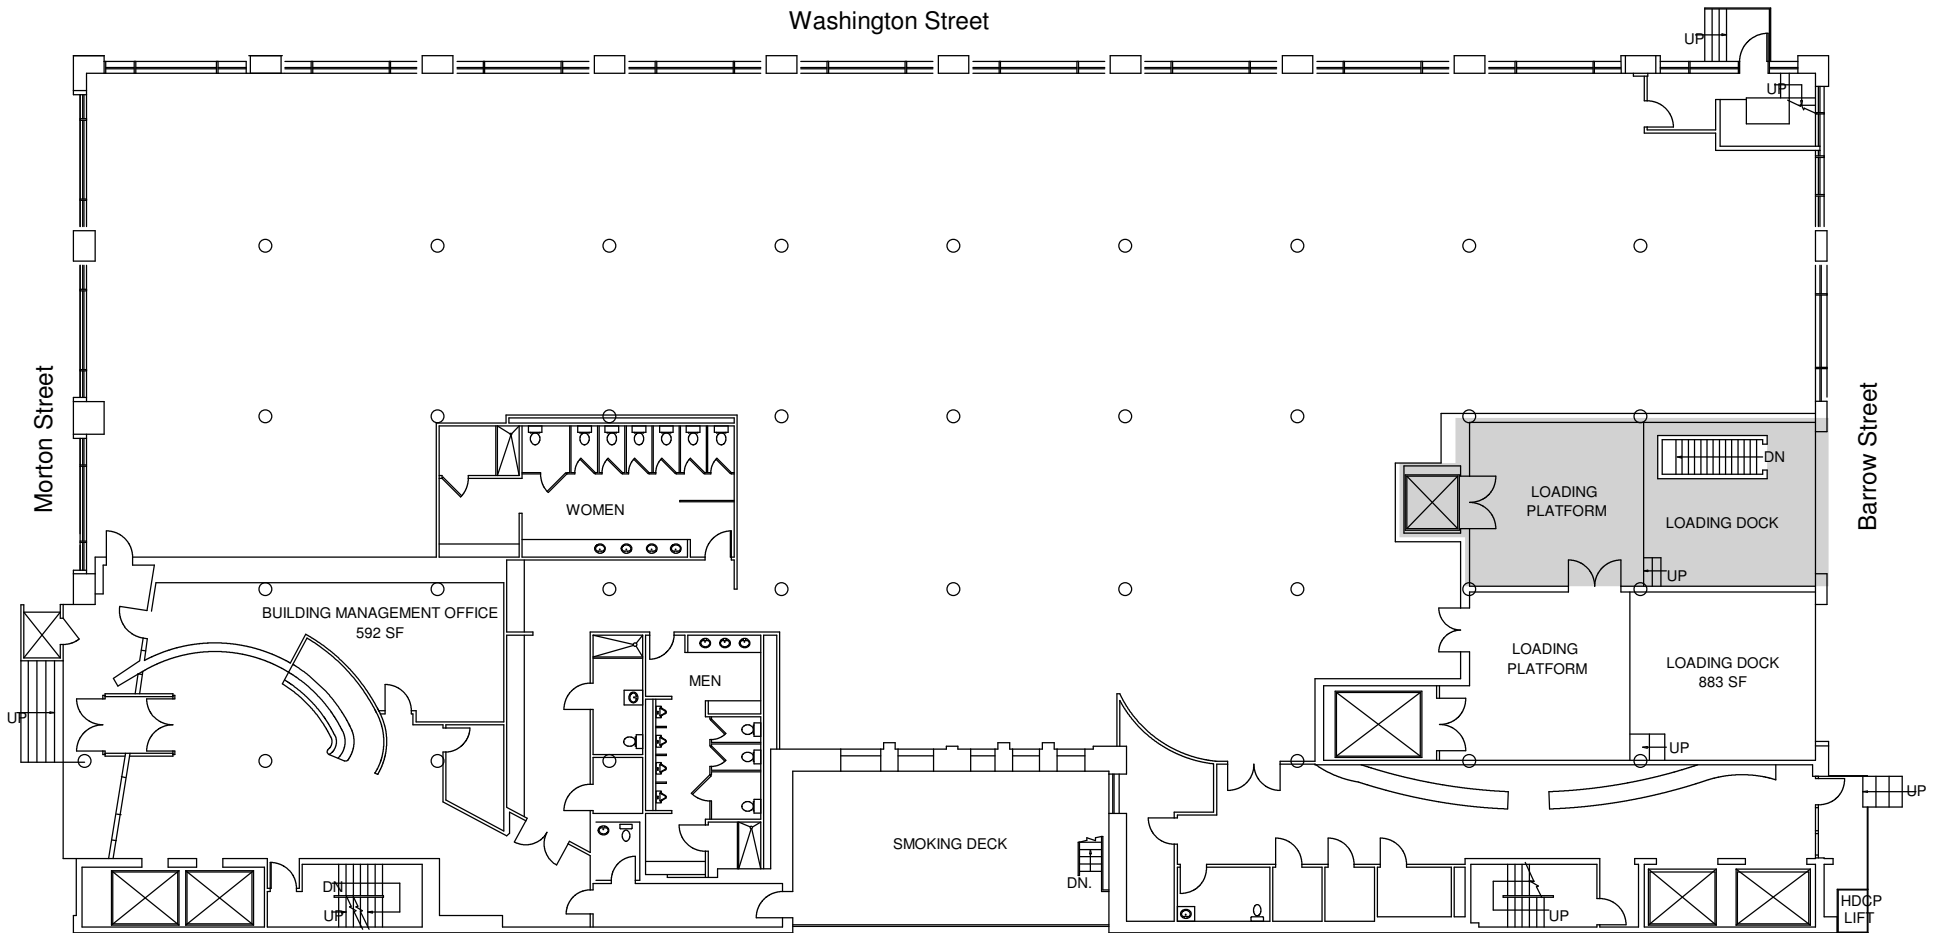 Washington Street
UP
UP
Morton Street
Barrow Street
DN
WOMEN
LOADING
PLATFORM
LOADING DOCK
UP
BUILDING MANAGEMENT OFFICE
592 SF
LOADING
PLATFORM
LOADING DOCK
883 SF
MEN
UP
UP
UP
SMOKING DECK
DN.
DN
UP
UP
HDCP
LIFT